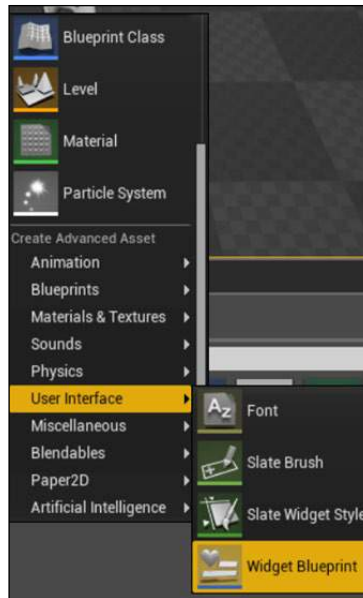 Blueprint Class
Level
Material
Particle System
Create Advanced Asset
Animation
Blueprints
Materials & Textures
Sounds
Physics
User Interface
Miscellaneous
Blendables
Paper2D
Artificial Intelligence
Az
Font
Slate Brush
Slate Widget Style
Widget Blueprint